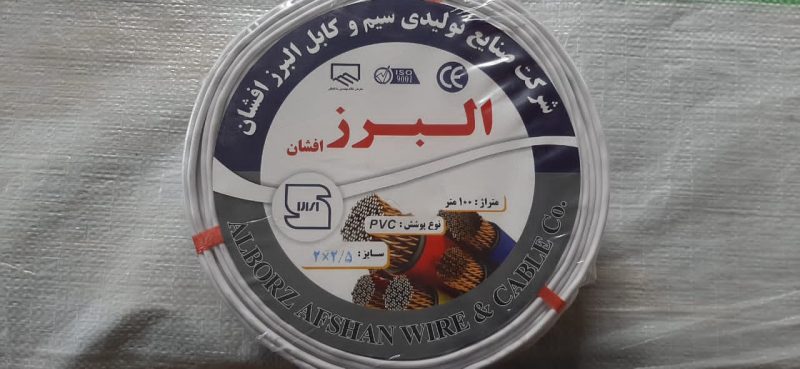 شرکت صنایع تولیدی سیم و کابل البرز افشان
ISO
9001
CE
البرز
افشان
متراژ : ۱۰۰ متر
نوع پوشش : PVC
سایز : ۲×۲/۵
ALBORZ AFSHAN WIRE & CABLE Co.